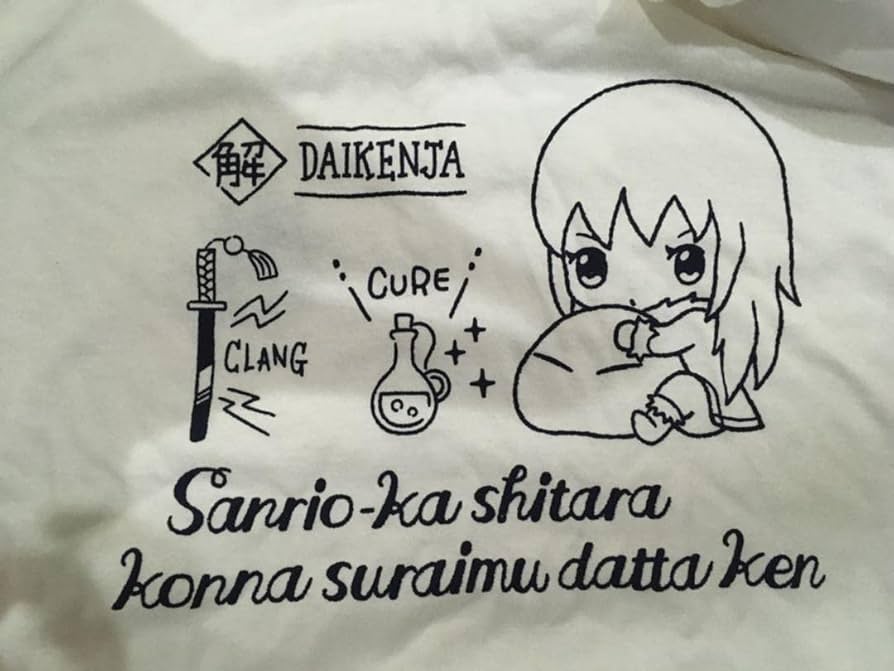 解 DAIKENJA
CLANG
CURE
Sanrio-ka shitara
konna suraimu datta ken